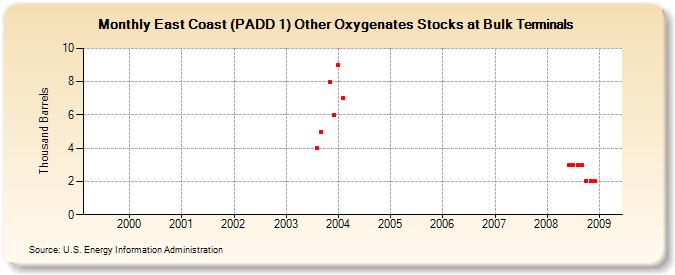 Monthly East Coast (PADD 1) Other Oxygenates Stocks at Bulk Terminals
Thousand Barrels
10
8
6
4
2
0
2000 2001 2002 2003 2004 2005 2006 2007 2008 2009
Source: U.S. Energy Information Administration